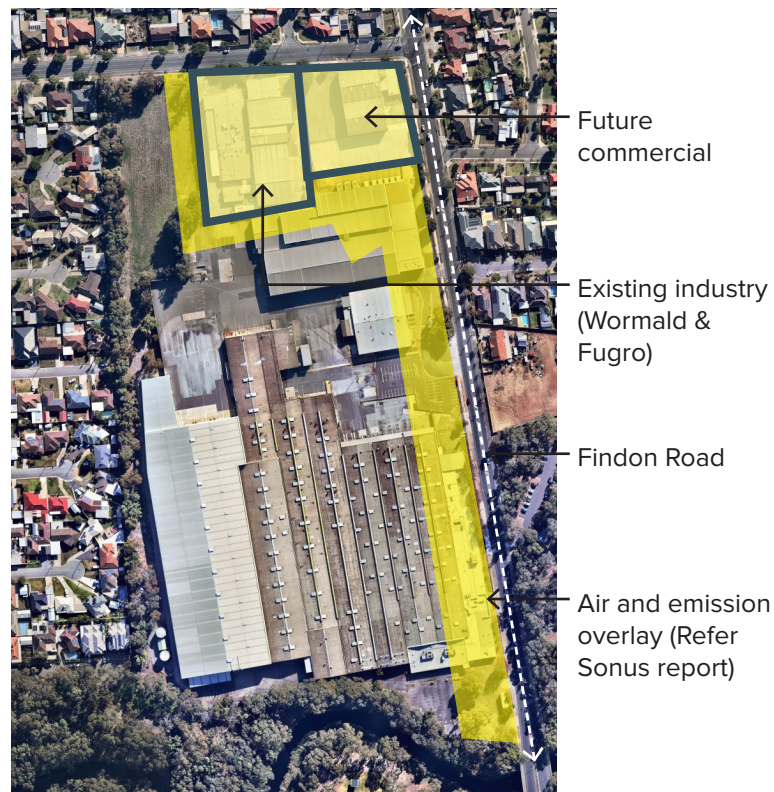 Future
commercial
Existing industry
(Wormald &
Fugro)
Findon Road
Air and emission
overlay (Refer
Sonus report)